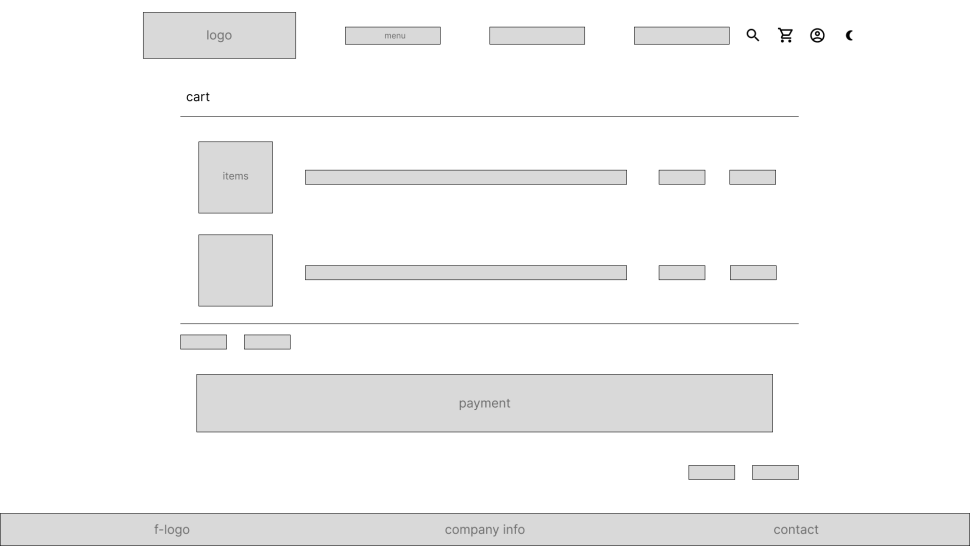 logo
menu
cart
items
payment
f-logo
company info
contact